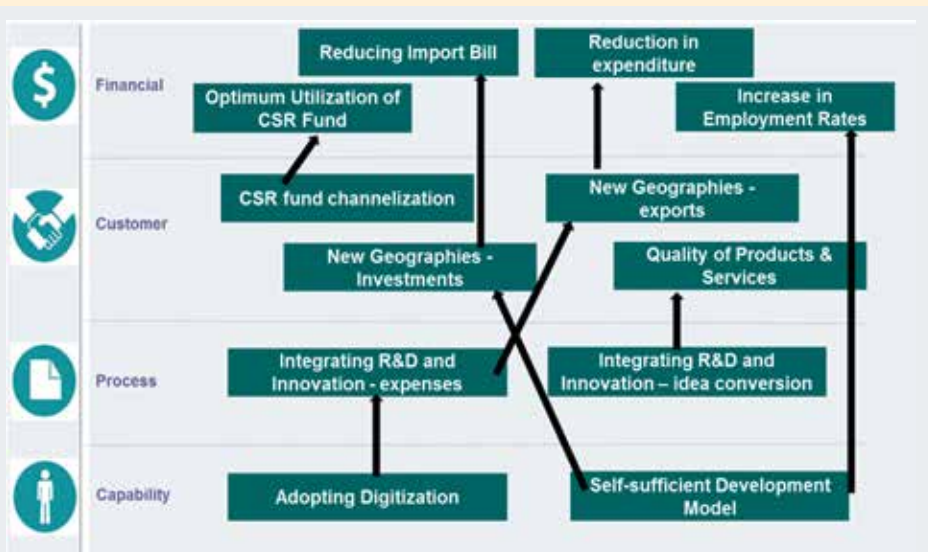 Financial
Reducing Import Bill
Reduction in
expenditure
Optimum Utilization of
CSR Fund
Increase in
Employment Rates
Customer
CSR fund channelization
New Geographies -
exports
New Geographies -
Investments
Quality of Products &
Services
Process
Integrating R&D and
Innovation - expenses
Integrating R&D and
Innovation – idea conversion
Capability
Adopting Digitization
Self-sufficient Development
Model
$